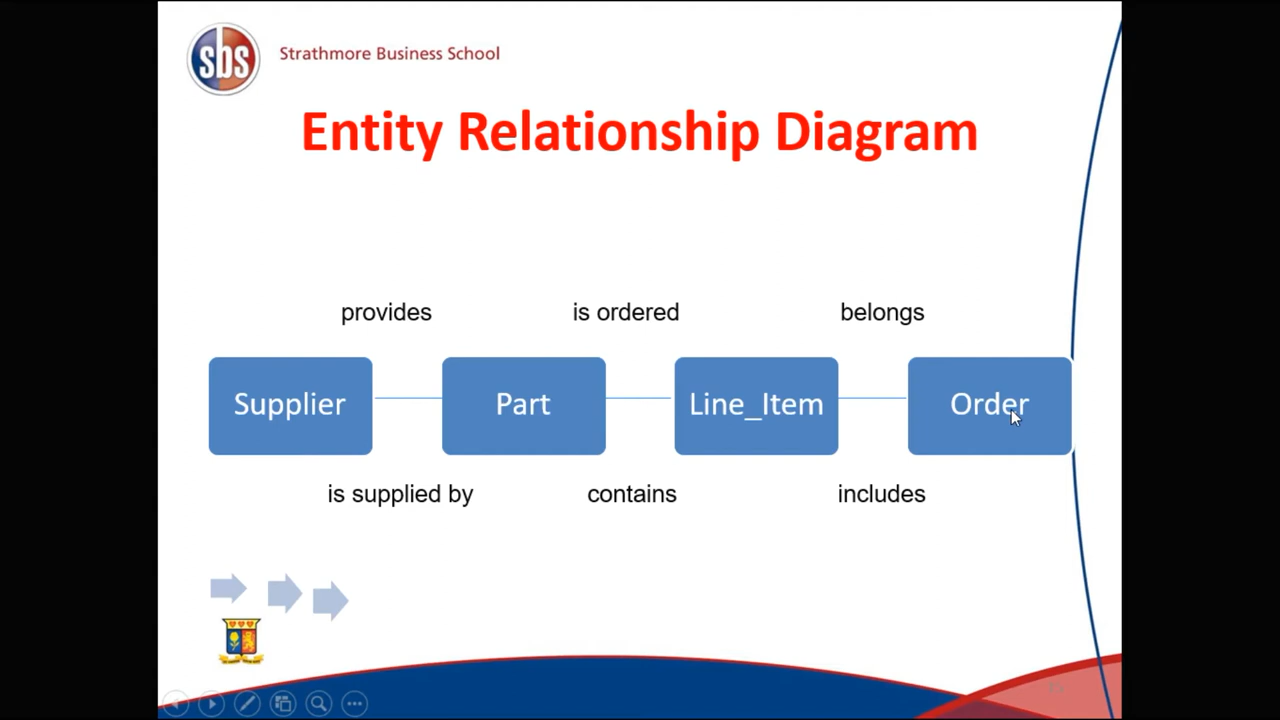 sbs
Strathmore Business School
Entity Relationship Diagram
provides
is ordered
belongs
Supplier
Part
Line_Item
Order
is supplied by
contains
includes